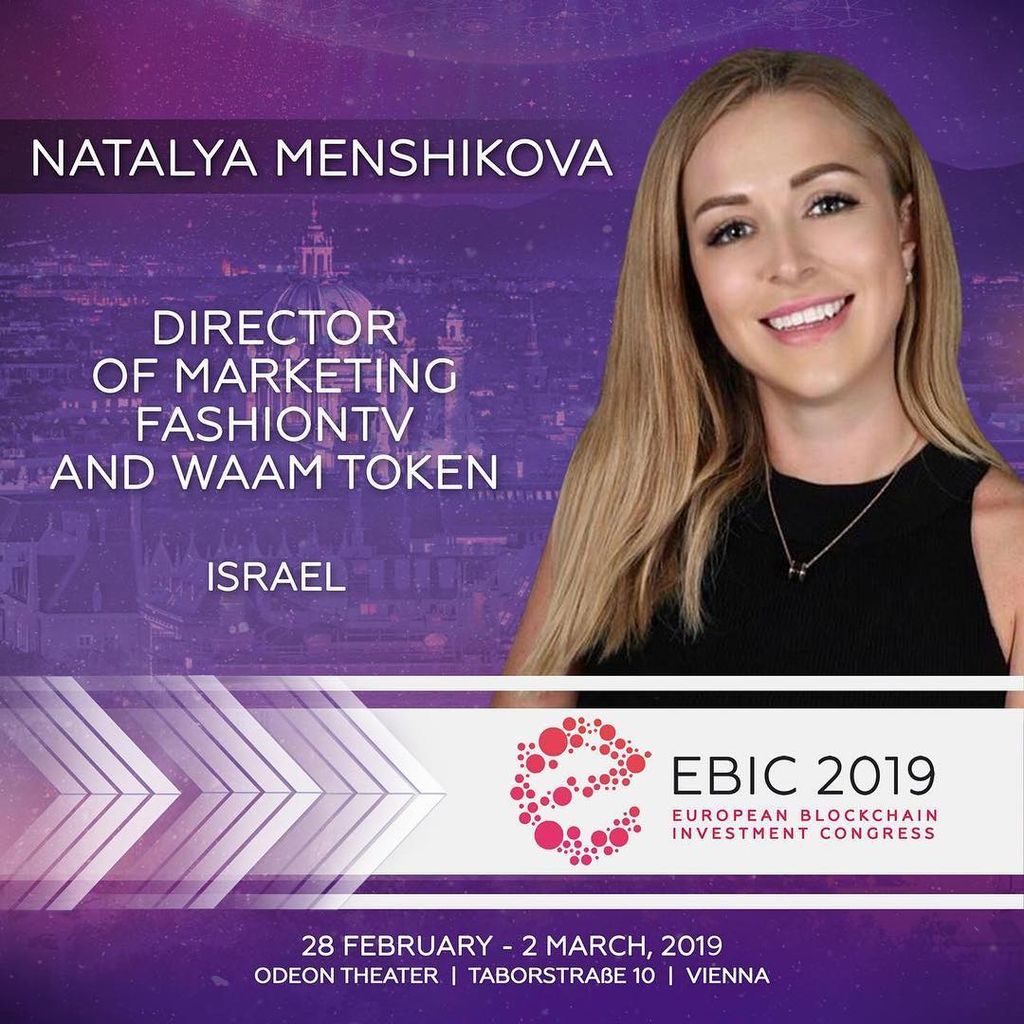 NATALYA MENSHIKOVA
DIRECTOR
OF MARKETING
FASHIONTV
AND WAAM TOKEN
ISRAEL
EBIC 2019
EUROPEAN BLOCKCHAIN
INVESTMENT CONGRESS
28 FEBRUARY - 2 MARCH, 2019
ODEON THEATER | TABORSTRAßE 10 | VIENNA